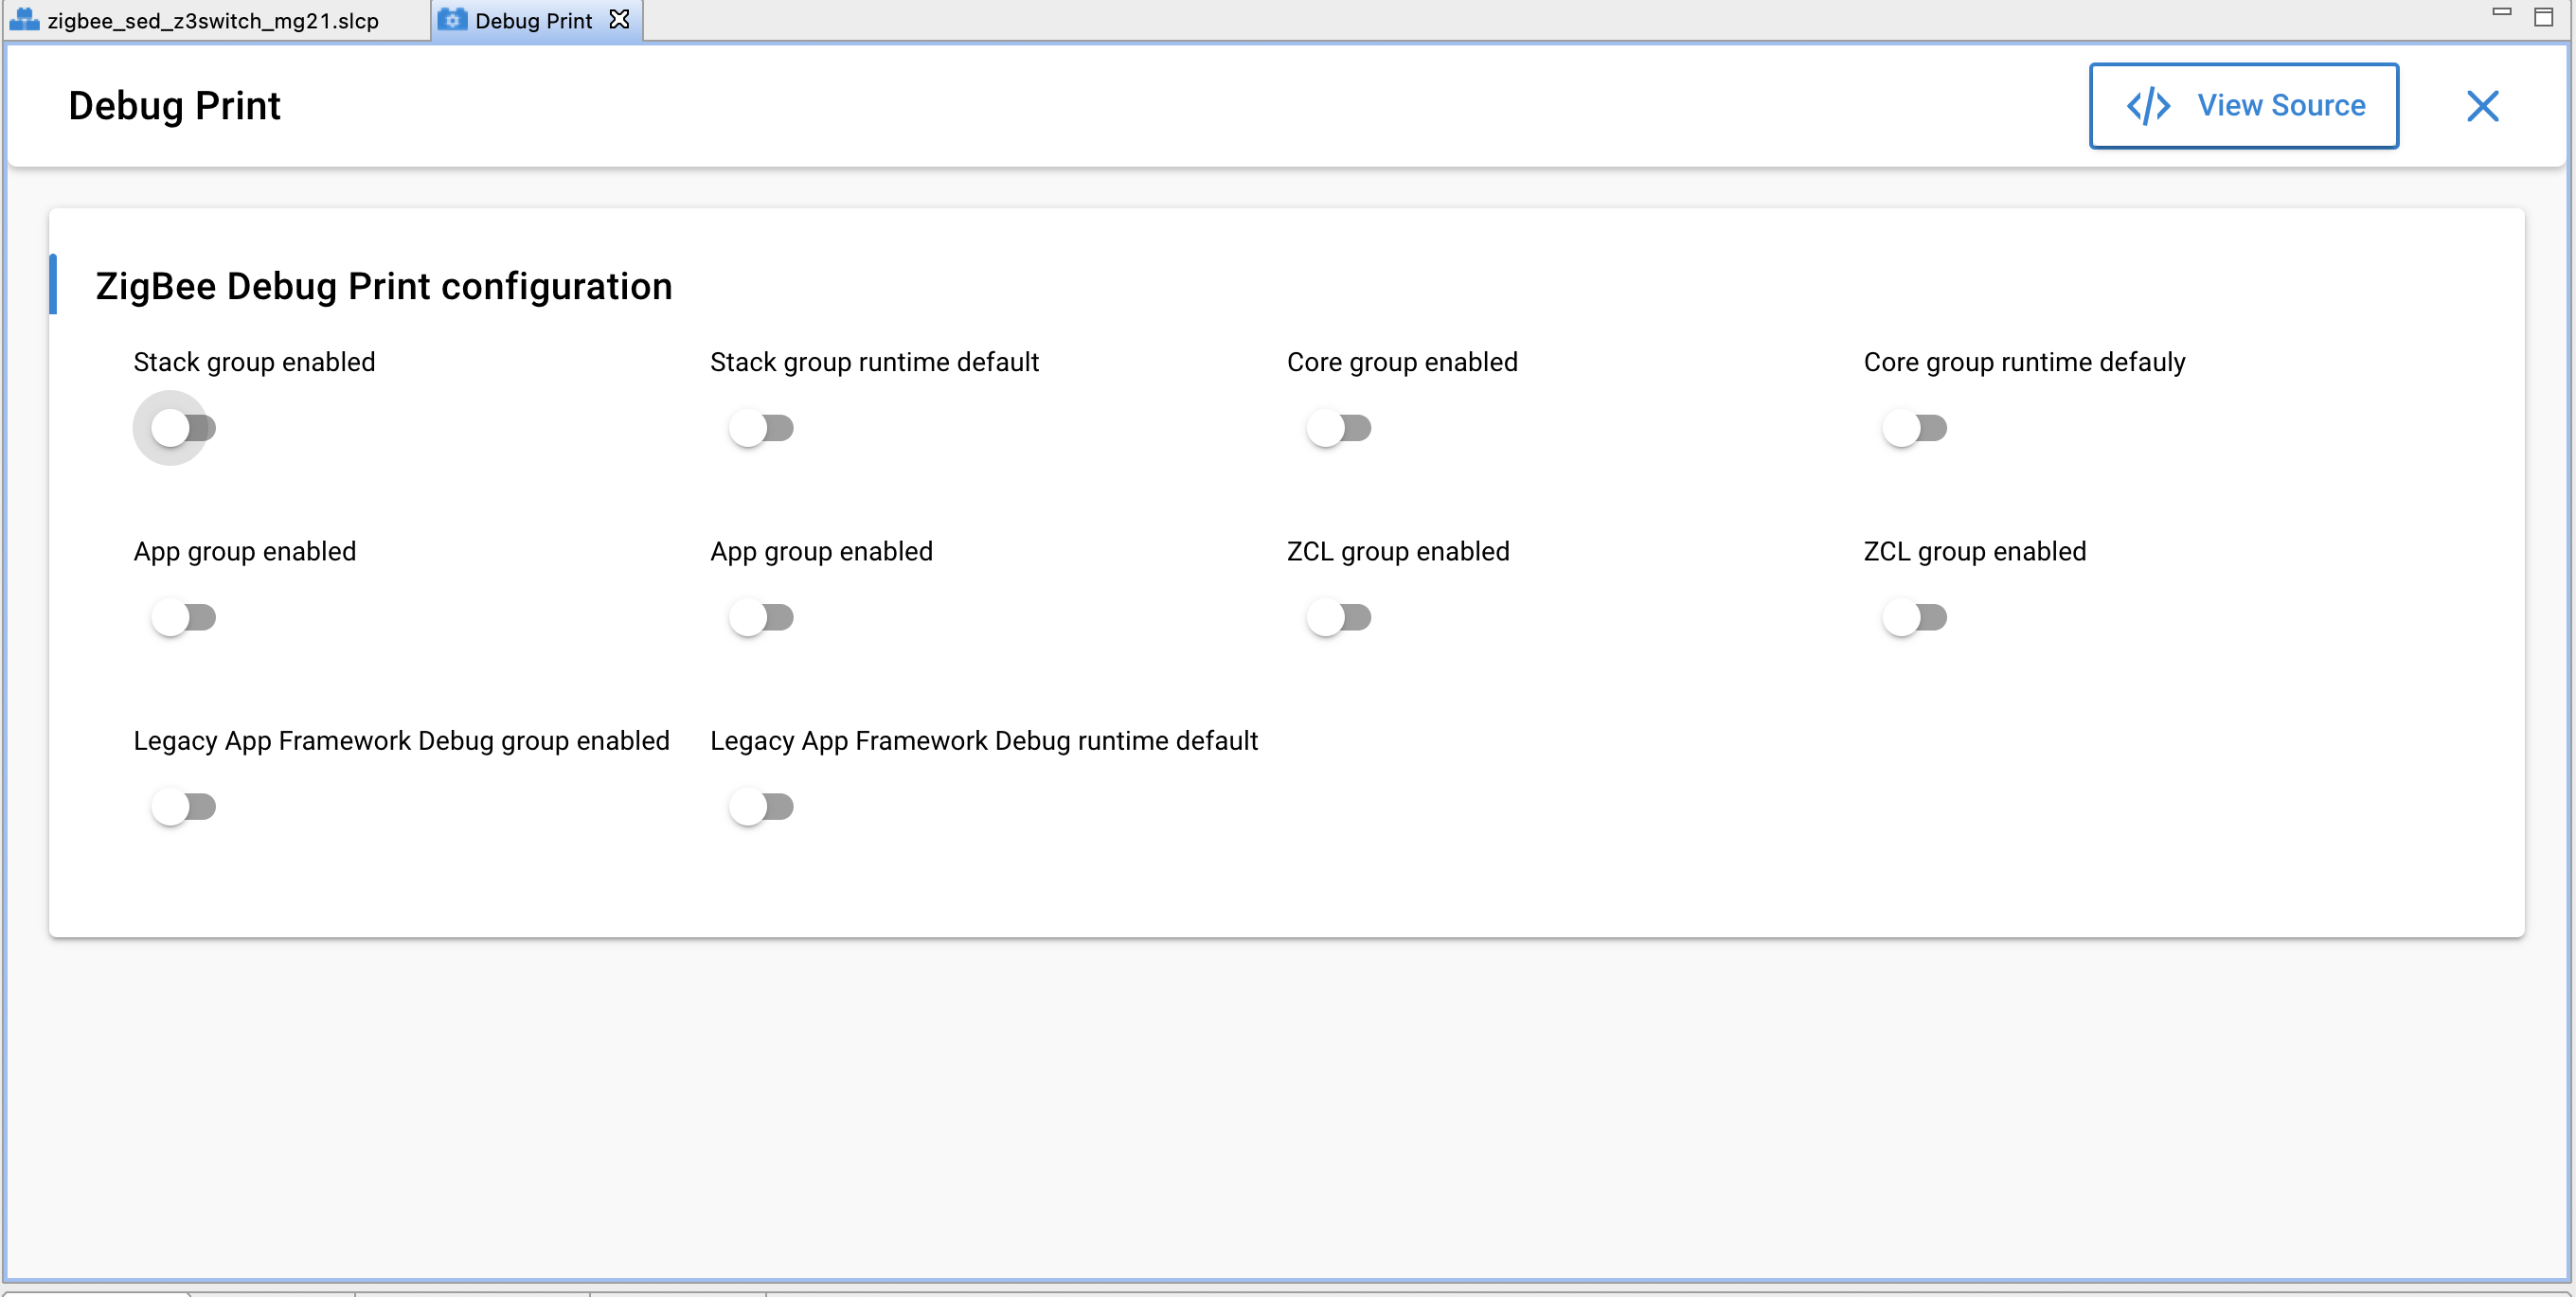 zigbee_sed_z3switch_mg21.slcp Debug Print
Debug Print View Source
ZigBee Debug Print configuration
Stack group enabled Stack group runtime default Core group enabled Core group runtime defauly
App group enabled App group enabled ZCL group enabled ZCL group enabled
Legacy App Framework Debug group enabled Legacy App Framework Debug runtime default